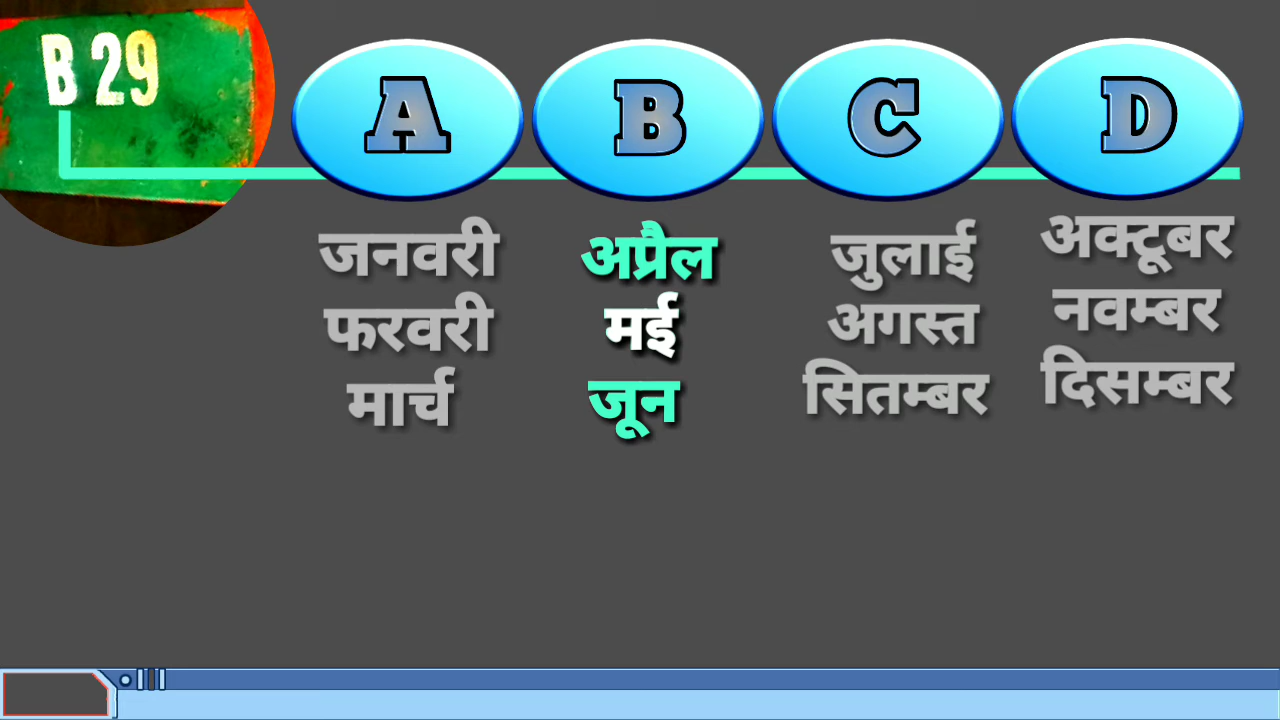 B 29
A B C D
जनवरी अप्रैल जुलाई अक्टूबर
फरवरी मई अगस्त नवम्बर
मार्च जून सितम्बर दिसम्बर